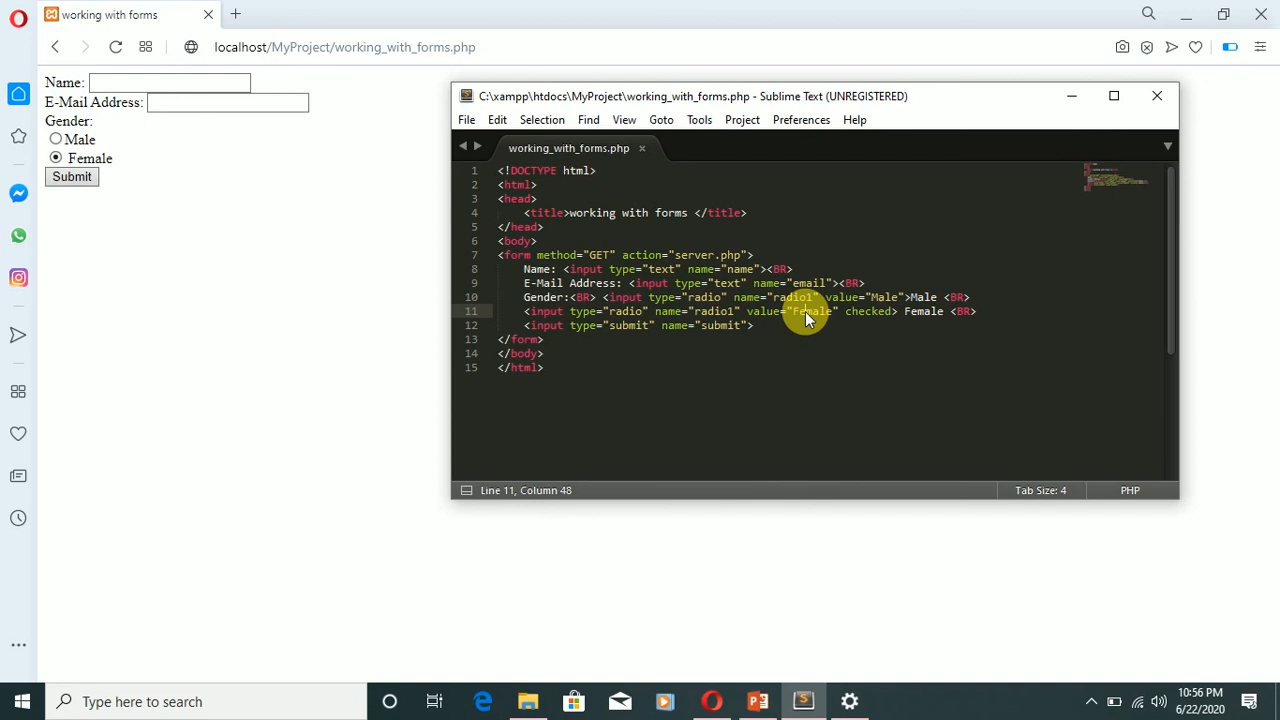 working with forms
localhost/MyProject/working_with_forms.php
Name:
E-Mail Address:
Gender:
Male
Female
Submit
C:\xampp\htdocs\MyProject\working_with_forms.php - Sublime Text (UNREGISTERED)
File Edit Selection Find View Goto Tools Project Preferences Help
working_with_forms.php
1 <!DOCTYPE html>
2 <html>
3 <head>
4 <title>working with forms </title>
5 </head>
6 <body>
7 <form method="GET" action="server.php">
8 Name: <input type="text" name="name"><BR>
9 E-Mail Address: <input type="text" name="email"><BR>
10 Gender:<BR> <input type="radio" name="radio1" value="Male">Male <BR>
11 <input type="radio" name="radio1" value="Female" checked> Female <BR>
12 <input type="submit" name="submit">
13 </form>
14 </body>
15 </html>
Line 11, Column 48 Tab Size: 4 PHP
Type here to search
10:56 PM
6/22/2020